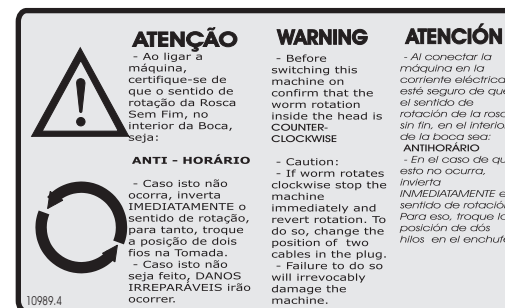 ATENÇÃO
- Ao ligar a
máquina,
certifique-se de
que o sentido de
rotação da Rosca
Sem Fim, no
interior da Boca,
seja:
ANTI - HORÁRIO
- Caso isto não
ocorra, inverta
IMEDIATAMENTE o
sentido de rotação,
para tanto, troque
a posição de dois
fios na Tomada.
- Caso isto não
seja feito, DANOS
IRREPARÁVEIS irão
ocorrer.
WARNING
- Before
switching this
machine on
confirm that the
worm rotation
inside the head is
COUNTER-
CLOCKWISE
- Caution:
- If worm rotates
clockwise stop the
machine
immediately and
revert rotation. To
do so, change the
position of two
cables in the plug.
- Failure to do so
will irrevocably
damage the
machine.
ATENCIÓN
- Al conectar la
máquina en la
corriente eléctrica
esté seguro de que
el sentido de
rotación de la rosc
sin fin, en el interio
de la boca sea:
ANTIHORÁRIO
- En el caso de qu
esto no ocurra,
invierta
INMEDIATAMENTE e
sentido de rotació
Para eso, troque l
posición de dós
hilos en el enchuf
10989.4